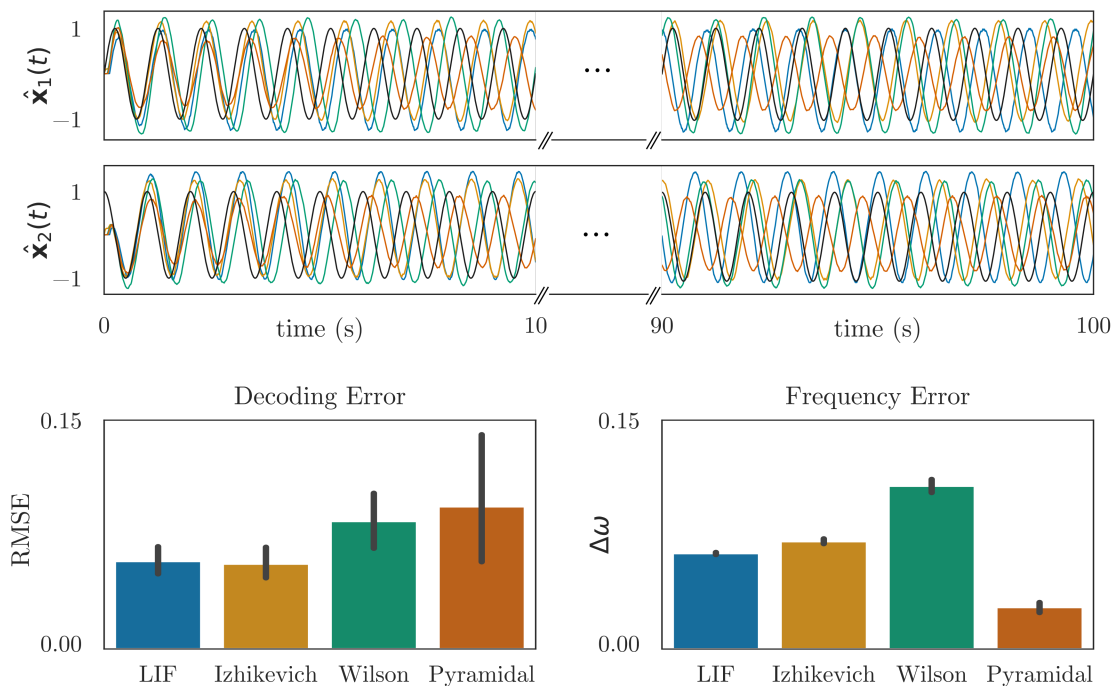 1
x̂₁(t)
−1
...
1
x̂₂(t)
−1
...
0 time (s) 10 90 time (s) 100
Decoding Error
0.15
RMSE
0.00
LIF Izhikevich Wilson Pyramidal
Frequency Error
0.15
Δω
0.00
LIF Izhikevich Wilson Pyramidal